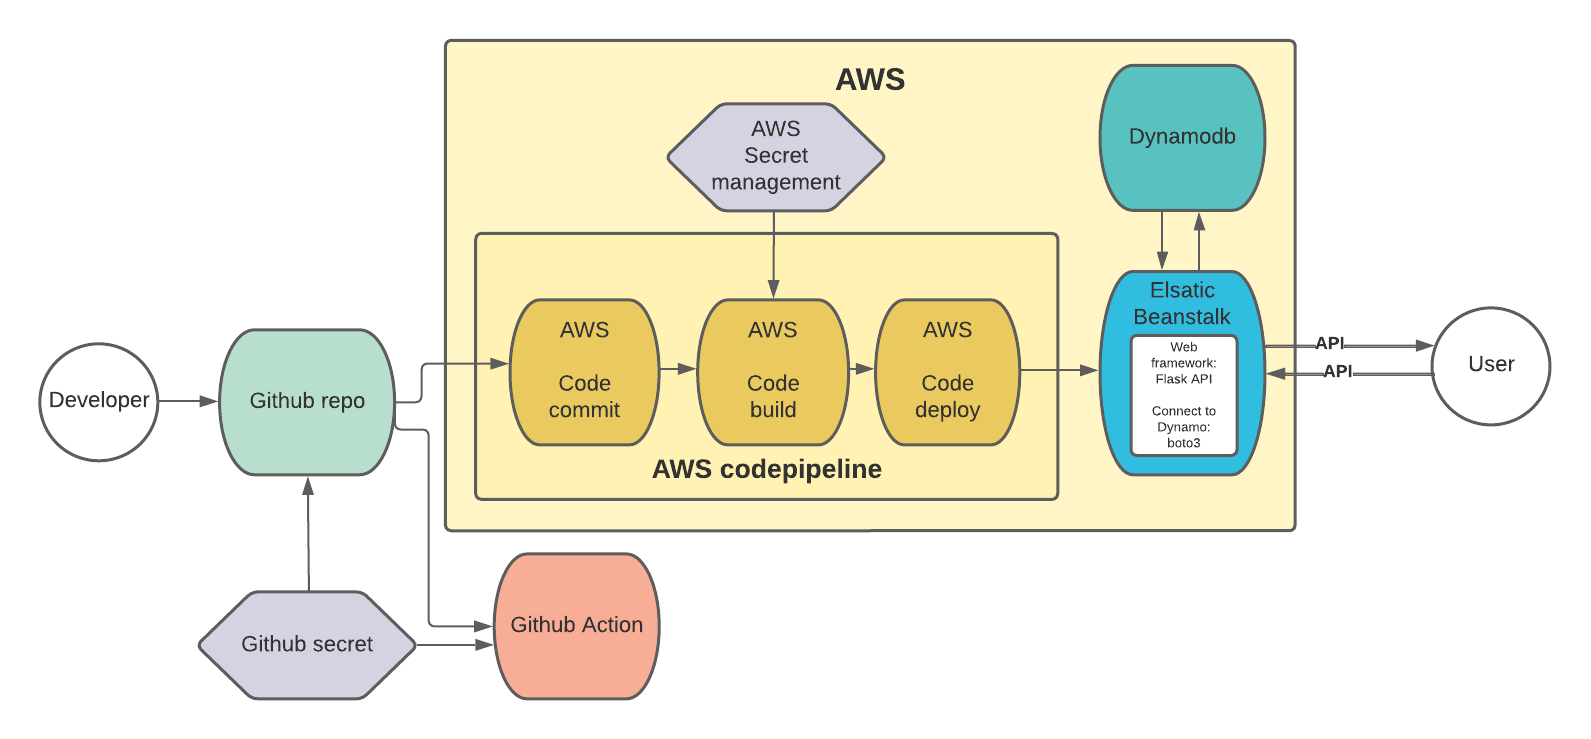 AWS
AWS
Secret
management
Dynamodb
Developer
Github repo
AWS
Code
commit
AWS
Code
build
AWS
Code
deploy
AWS codepipeline
Elsatic
Beanstalk
Web
framework:
Flask API
Connect to
Dynamo:
boto3
API
API
User
Github secret
Github Action